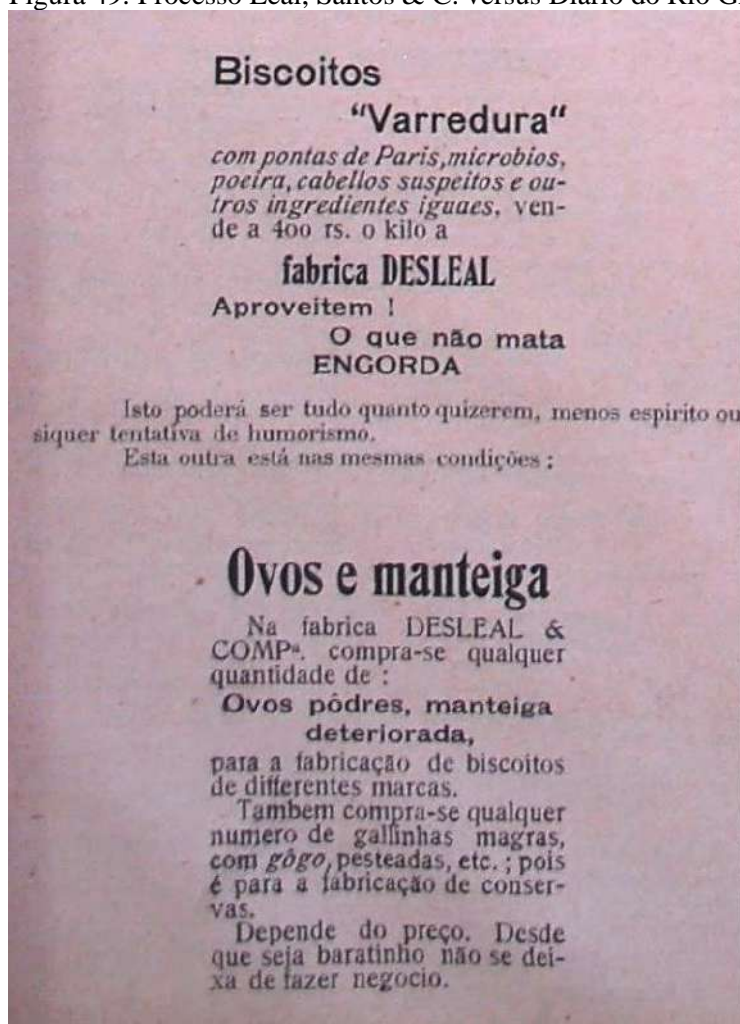 Figura 49: Processo Leal, Santos & C. versus Diário do Rio G
Biscoitos
"Varredura"
com pontas de Paris, microbios,
poeira, cabellos suspeitos e ou-
tros ingredientes iguaes, ven-
de a 400 rs. o kilo a
fabrica DESLEAL
Aproveitem !
O que não mata
ENGORDA
Isto poderá ser tudo quanto quizerem, menos espirito ou
siquer tentativa de humorismo.
Esta outra está nas mesmas condições :
Ovos e manteiga
Na fabrica DESLEAL &
COMPª. compra-se qualquer
quantidade de :
Ovos pôdres, manteiga
deteriorada,
para a fabricação de biscoitos
de differentes marcas.
Tambem compra-se qualquer
numero de gallinhas magras,
com gôgo, pesteadas, etc. ; pois
é para a fabricação de conser-
vas.
Depende do preço. Desde
que seja baratinho não se dei-
xa de fazer negocio.